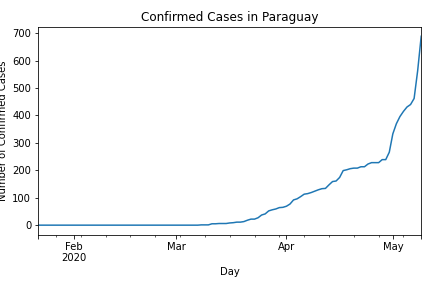 Confirmed Cases in Paraguay
700
600
500
400
300
200
100
0
Number of Confirmed Cases
Feb
2020
Mar
Apr
May
Day